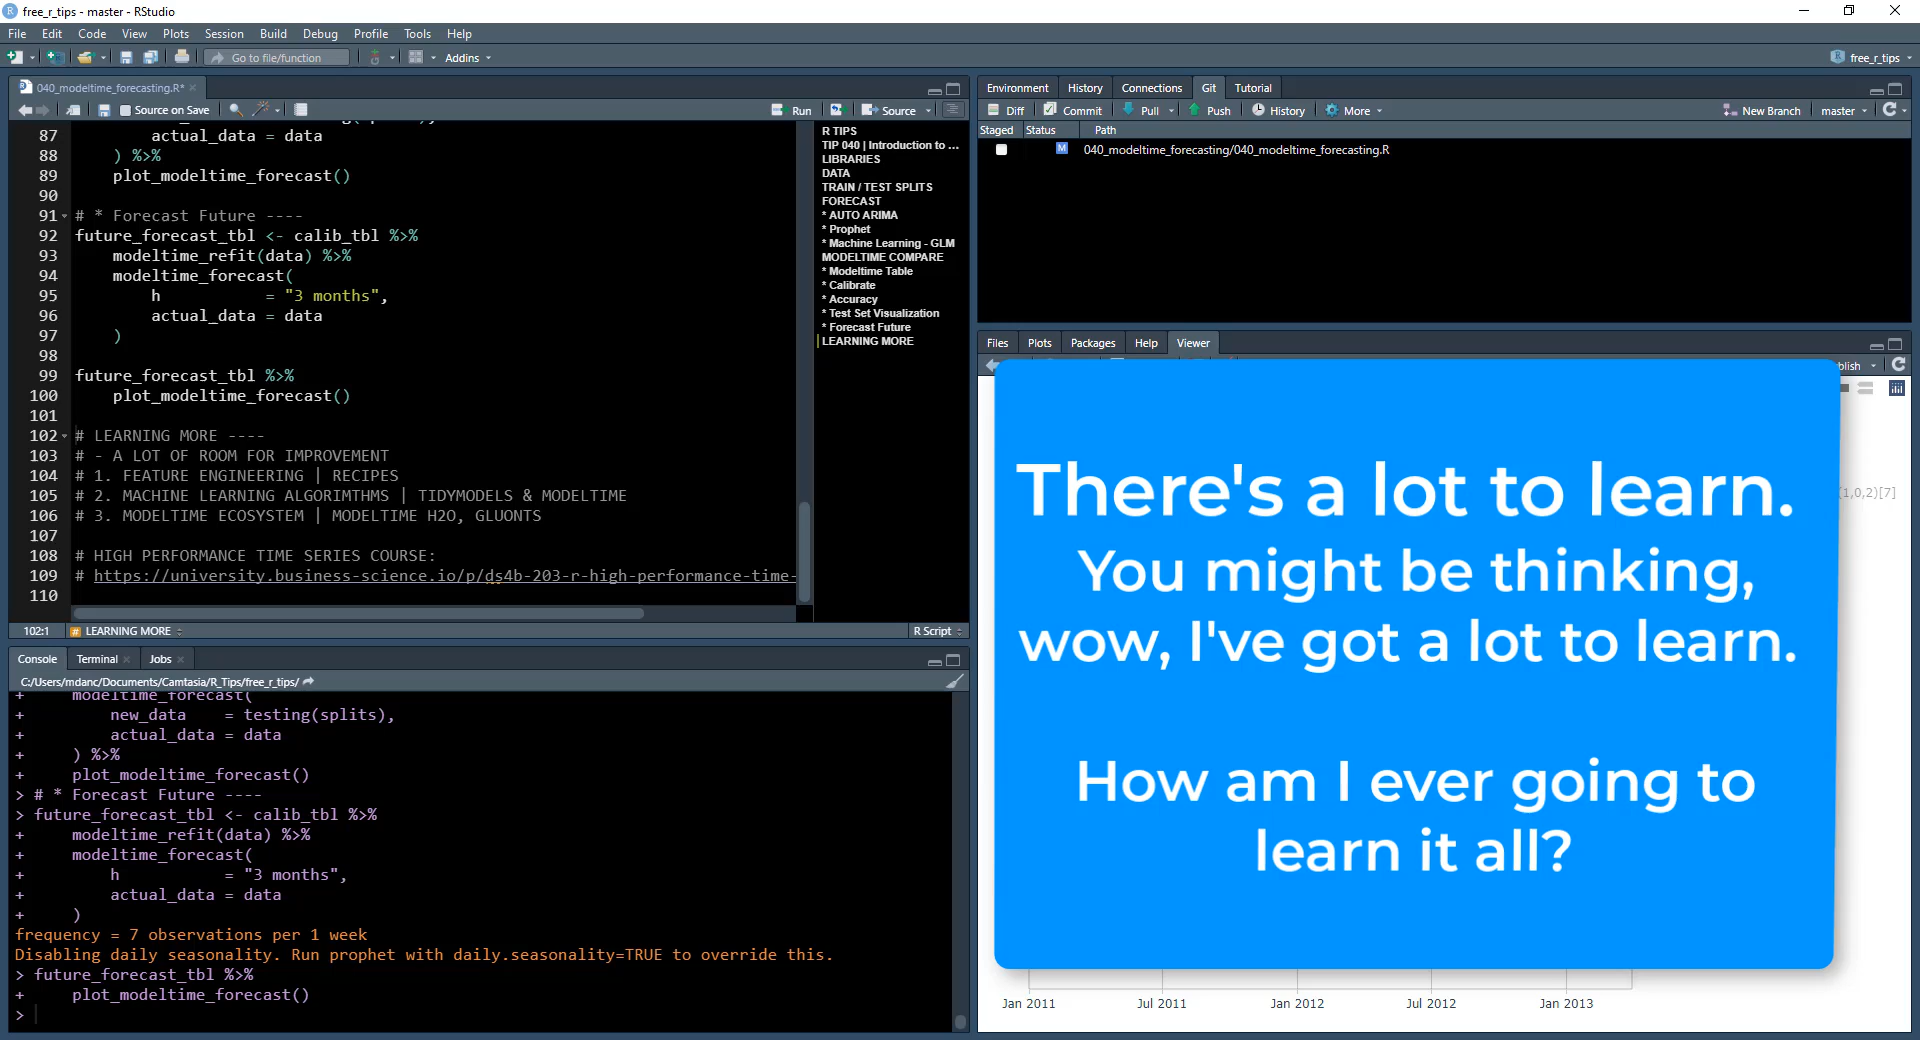 free_r_tips - master - RStudio
File Edit Code View Plots Session Build Debug Profile Tools Help
Go to file/function Addins free_r_tips
040_modeltime_forecasting.R*
Source on Save Run Source
87 actual_data = data
88 ) %>%
89 plot_modeltime_forecast()
90
91 # * Forecast Future ----
92 future_forecast_tbl <- calib_tbl %>%
93 modeltime_refit(data) %>%
94 modeltime_forecast(
95 h = "3 months",
96 actual_data = data
97 )
98
99 future_forecast_tbl %>%
100 plot_modeltime_forecast()
101
102 # LEARNING MORE ----
103 # - A LOT OF ROOM FOR IMPROVEMENT
104 # 1. FEATURE ENGINEERING | RECIPES
105 # 2. MACHINE LEARNING ALGORIMTHMS | TIDYMODELS & MODELTIME
106 # 3. MODELTIME ECOSYSTEM | MODELTIME H2O, GLUONTS
107
108 # HIGH PERFORMANCE TIME SERIES COURSE:
109 # https://university.business-science.io/p/ds4b-203-r-high-performance-time-
110
102:1 # LEARNING MORE R Script
R TIPS
TIP 040 | Introduction to ...
LIBRARIES
DATA
TRAIN / TEST SPLITS
FORECAST
* AUTO ARIMA
* Prophet
* Machine Learning - GLM
MODELTIME COMPARE
* Modeltime Table
* Calibrate
* Accuracy
* Test Set Visualization
* Forecast Future
LEARNING MORE
Console Terminal Jobs
C:/Users/mdanc/Documents/Camtasia/R_Tips/free_r_tips/
+ modeltime_forecast(
+ new_data = testing(splits),
+ actual_data = data
+ ) %>%
+ plot_modeltime_forecast()
> # * Forecast Future ----
> future_forecast_tbl <- calib_tbl %>%
+ modeltime_refit(data) %>%
+ modeltime_forecast(
+ h = "3 months",
+ actual_data = data
+ )
frequency = 7 observations per 1 week
Disabling daily seasonality. Run prophet with daily.seasonality=TRUE to override this.
> future_forecast_tbl %>%
+ plot_modeltime_forecast()
>
Environment History Connections Git Tutorial
Diff Commit Pull Push History More New Branch master
Staged Status Path
M 040_modeltime_forecasting/040_modeltime_forecasting.R
Files Plots Packages Help Viewer
blish
1,0,2)[7]
There's a lot to learn.
You might be thinking,
wow, I've got a lot to learn.
How am I ever going to
learn it all?
Jan 2011 Jul 2011 Jan 2012 Jul 2012 Jan 2013